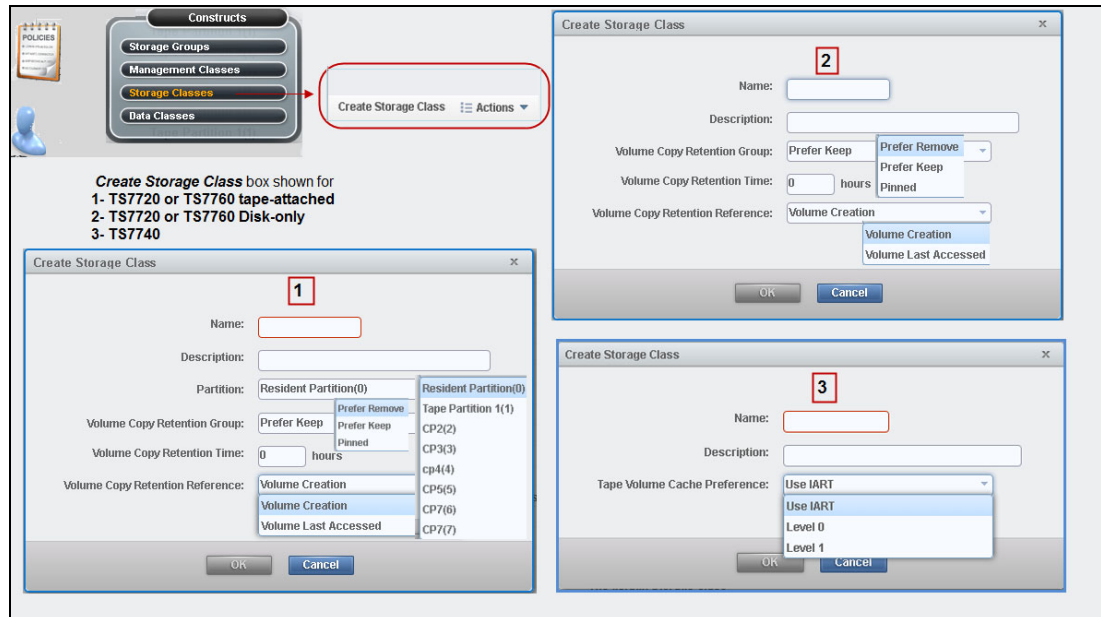 POLICIES
Constructs
Storage Groups
Management Classes
Storage Classes
Data Classes
Create Storage Class Actions
Create Storage Class box shown for
1- TS7720 or TS7760 tape-attached
2- TS7720 or TS7760 Disk-only
3- TS7740
Create Storage Class x
2
Name:
Description:
Volume Copy Retention Group: Prefer Keep
Prefer Remove
Prefer Keep
Pinned
Volume Copy Retention Time: 0 hours
Volume Copy Retention Reference: Volume Creation
Volume Creation
Volume Last Accessed
OK Cancel
Create Storage Class x
1
Name:
Description:
Partition: Resident Partition(0)
Resident Partition(0)
Tape Partition 1(1)
CP2(2)
CP3(3)
cp4(4)
CP5(5)
CP7(6)
CP7(7)
Volume Copy Retention Group: Prefer Keep
Prefer Remove
Prefer Keep
Pinned
Volume Copy Retention Time: 0 hours
Volume Copy Retention Reference: Volume Creation
Volume Creation
Volume Last Accessed
OK Cancel
Create Storage Class x
3
Name:
Description:
Tape Volume Cache Preference: Use IART
Use IART
Level 0
Level 1
OK Cancel